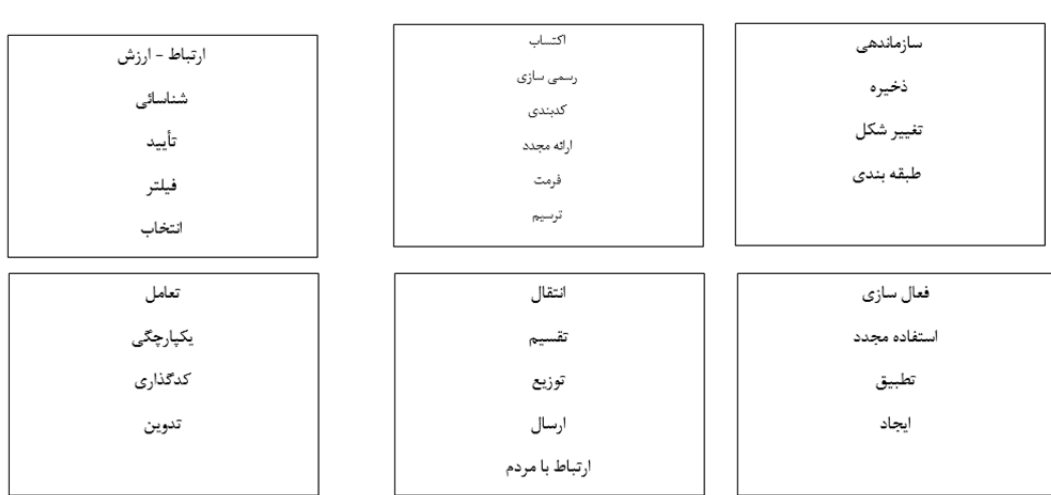 سازماندهی
ذخیره
تغییر شکل
طبقه بندی
اکتساب
رسمی سازی
کدبندی
ارائه مجدد
فرمت
ترسیم
ارتباط - ارزش
شناسائی
تأیید
فیلتر
انتخاب
فعال سازی
استفاده مجدد
تطبیق
ایجاد
انتقال
تقسیم
توزیع
ارسال
ارتباط با مردم
تعامل
یکپارچگی
کدگذاری
تدوین